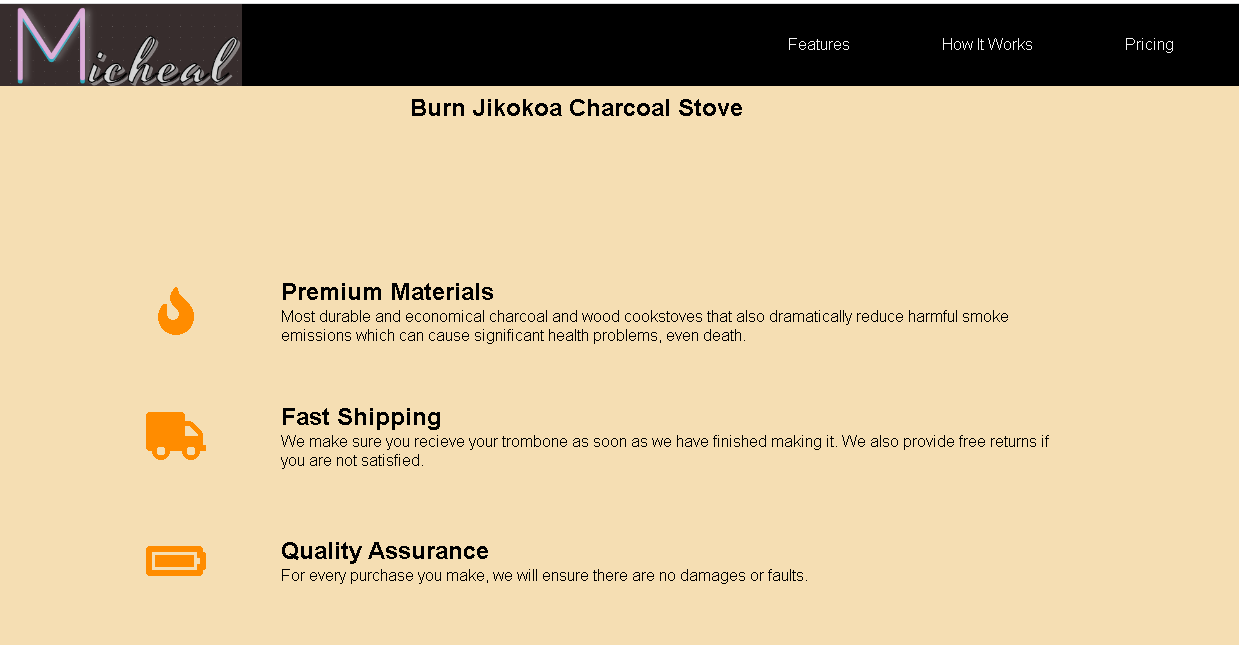 Micheal
Features
How It Works
Pricing
Burn Jikokoa Charcoal Stove
Premium Materials
Most durable and economical charcoal and wood cookstoves that also dramatically reduce harmful smoke
emissions which can cause significant health problems, even death.
Fast Shipping
We make sure you recieve your trombone as soon as we have finished making it. We also provide free returns if
you are not satisfied.
Quality Assurance
For every purchase you make, we will ensure there are no damages or faults.